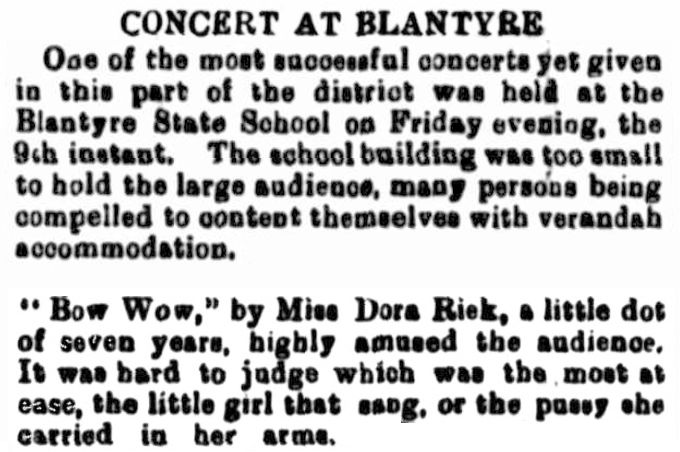 CONCERT AT BLANTYRE
One of the most successful concerts yet given
in this part of the district was held at the
Blantyre State School on Friday evening, the
9th instant. The school building was too small
to hold the large audience, many persons being
compelled to content themselves with verandah
accommodation.
"Bow Wow," by Miss Dora Riek, a little dot
of seven years, highly amused the audience.
It was hard to judge which was the most at
ease, the little girl that sang, or the pussy she
carried in her arms.